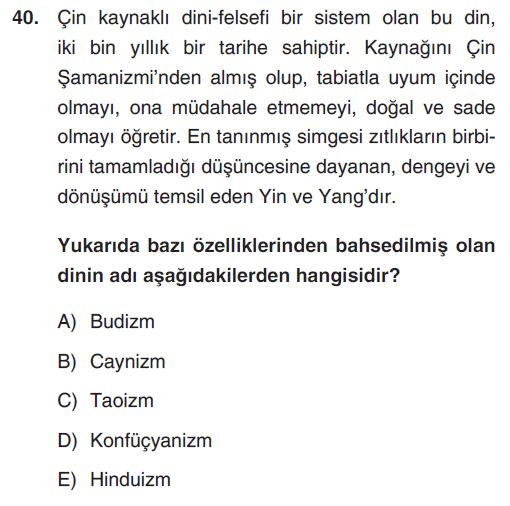 40. Çin kaynaklı dini-felsefi bir sistem olan bu din,
iki bin yıllık bir tarihe sahiptir. Kaynağını Çin
Şamanizmi’nden almış olup, tabiatla uyum içinde
olmayı, ona müdahale etmemeyi, doğal ve sade
olmayı öğretir. En tanınmış simgesi zıtlıkların birbi-
rini tamamladığı düşüncesine dayanan, dengeyi ve
dönüşümü temsil eden Yin ve Yang’dır.
Yukarıda bazı özelliklerinden bahsedilmiş olan
dinin adı aşağıdakilerden hangisidir?
A) Budizm
B) Caynizm
C) Taoizm
D) Konfüçyanizm
E) Hinduizm